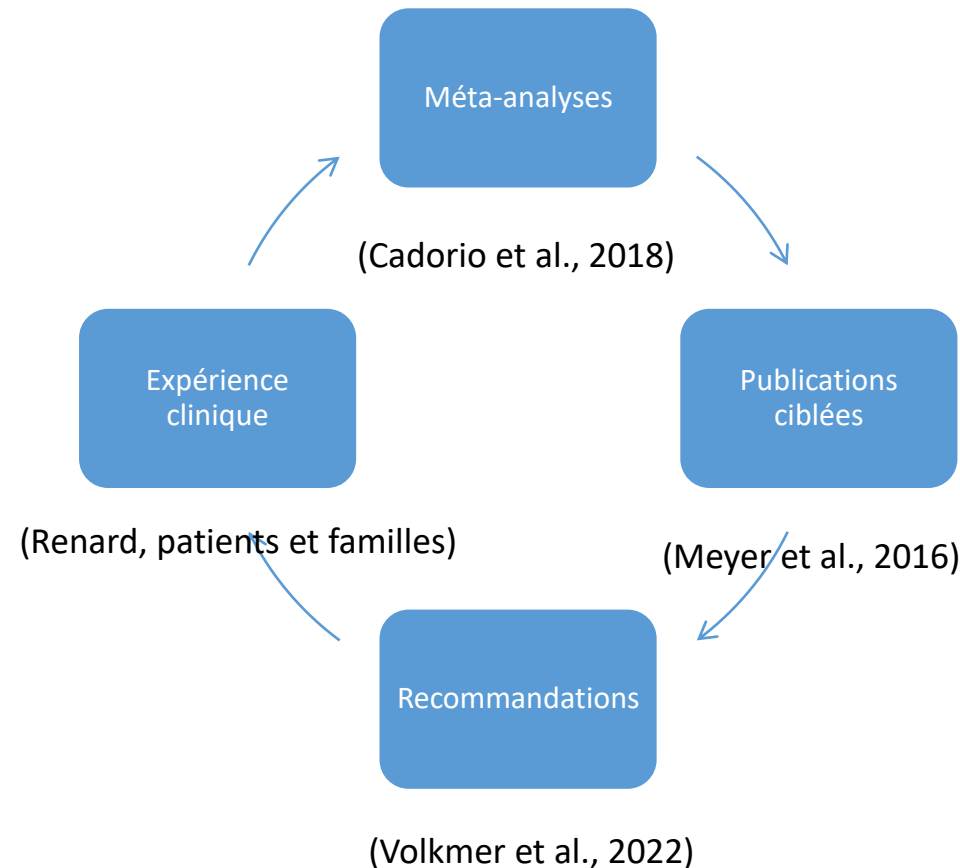 Méta-analyses
(Cadorio et al., 2018)
Expérience
clinique
Publications
ciblées
(Renard, patients et familles)
(Meyer et al., 2016)
Recommandations
(Volkmer et al., 2022)